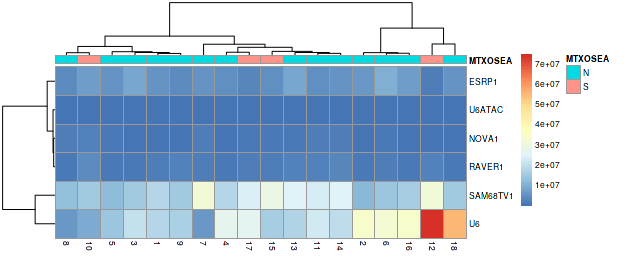 MTXOSEA
ESRP1
U6ATAC
NOVA1
RAVER1
SAM68TV1
U6
8 10 5 3 1 9 7 4 17 15 13 11 14 2 6 16 12 18
7e+07
6e+07
5e+07
4e+07
3e+07
2e+07
1e+07
MTXOSEA
N
S